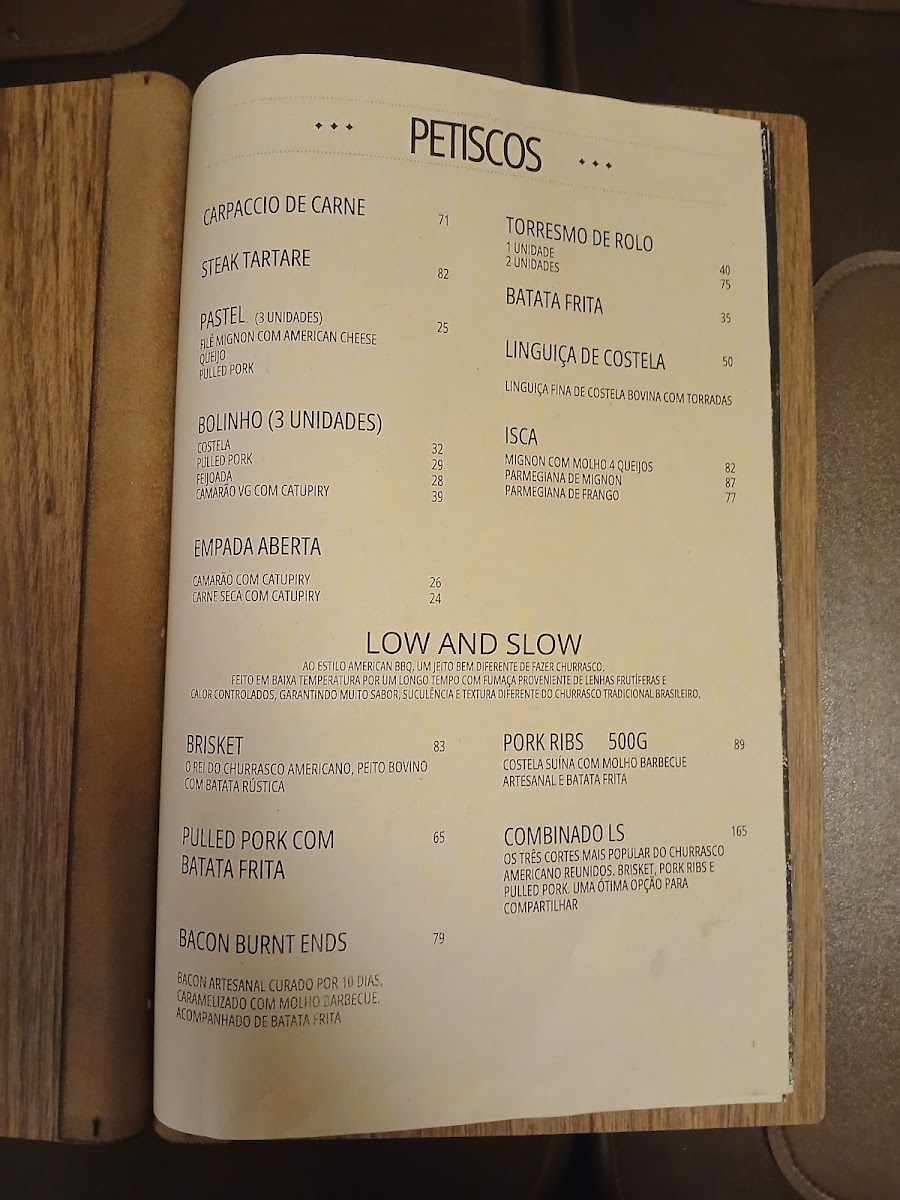 PETISCOS
CARPACCIO DE CARNE 71
STEAK TARTARE 82
PASTEL (3 UNIDADES) 25
FILÉ MIGNON COM AMERICAN CHEESE
QUEIJO
PULLED PORK
BOLINHO (3 UNIDADES)
COSTELA 32
PULLED PORK 29
FEIJOADA 28
CAMARÃO VG COM CATUPIRY 39
EMPADA ABERTA
CAMARÃO COM CATUPIRY 26
CARNE SECA COM CATUPIRY 24
TORRESMO DE ROLO
1 UNIDADE 40
2 UNIDADES 75
BATATA FRITA 35
LINGUIÇA DE COSTELA 50
LINGUIÇA FINA DE COSTELA BOVINA COM TORRADAS
ISCA
MIGNON COM MOLHO 4 QUEIJOS 82
PARMEGIANA DE MIGNON 87
PARMEGIANA DE FRANGO 77
LOW AND SLOW
AO ESTILO AMERICAN BBQ, UM JEITO BEM DIFERENTE DE FAZER CHURRASCO.
FEITO EM BAIXA TEMPERATURA POR UM LONGO TEMPO COM FUMAÇA PROVENIENTE DE LENHAS FRUTÍFERAS E
CALOR CONTROLADOS, GARANTINDO MUITO SABOR, SUCULÊNCIA E TEXTURA DIFERENTE DO CHURRASCO TRADICIONAL BRASILEIRO.
BRISKET 83
O REI DO CHURRASCO AMERICANO, PEITO BOVINO
COM BATATA RÚSTICA
PULLED PORK COM 65
BATATA FRITA
BACON BURNT ENDS 79
BACON ARTESANAL CURADO POR 10 DIAS,
CARAMELIZADO COM MOLHO BARBECUE.
ACOMPANHADO DE BATATA FRITA
PORK RIBS 500G 89
COSTELA SUÍNA COM MOLHO BARBECUE
ARTESANAL E BATATA FRITA
COMBINADO LS 165
OS TRÊS CORTES MAIS POPULAR DO CHURRASCO
AMERICANO REUNIDOS. BRISKET, PORK RIBS E
PULLED PORK. UMA ÓTIMA OPÇÃO PARA
COMPARTILHAR
1